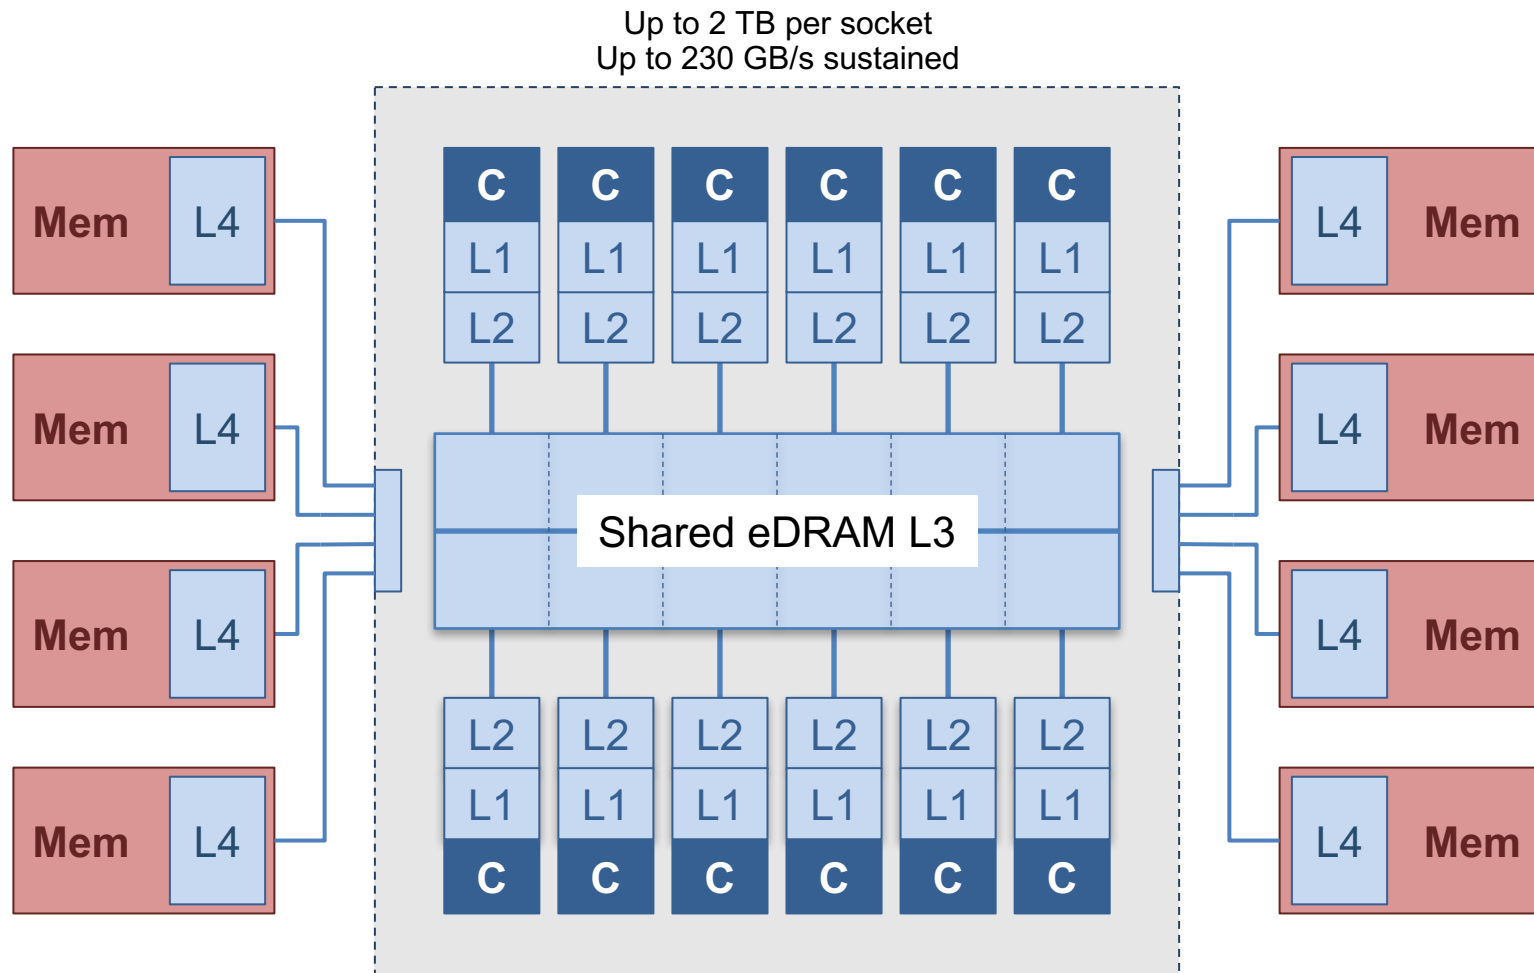 Up to 2 TB per socket
Up to 230 GB/s sustained
C C C C C C
Mem L4 L4 Mem
L1 L1 L1 L1 L1 L1
L2 L2 L2 L2 L2 L2
Mem L4 L4 Mem
Shared eDRAM L3
Mem L4 L4 Mem
L2 L2 L2 L2 L2 L2
L1 L1 L1 L1 L1 L1
Mem L4 L4 Mem
C C C C C C